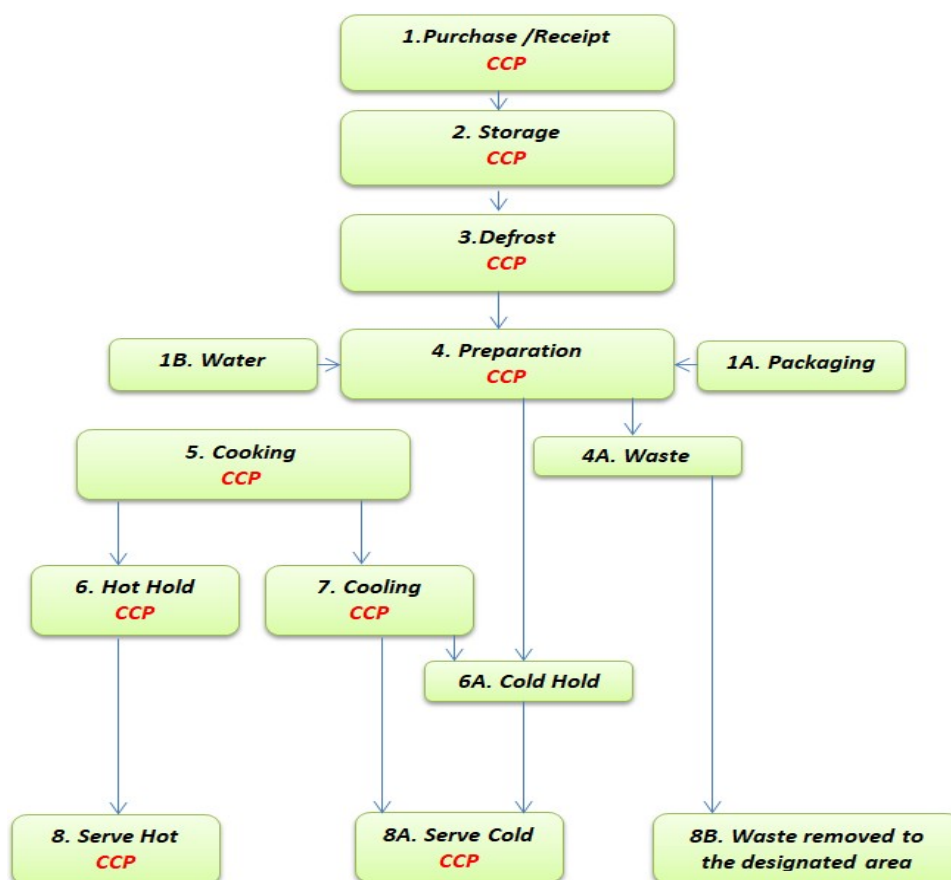 1.Purchase /Receipt
CCP
2. Storage
CCP
3.Defrost
CCP
1B. Water
4. Preparation
CCP
1A. Packaging
5. Cooking
CCP
4A. Waste
6. Hot Hold
CCP
7. Cooling
CCP
6A. Cold Hold
8. Serve Hot
CCP
8A. Serve Cold
CCP
8B. Waste removed to
the designated area